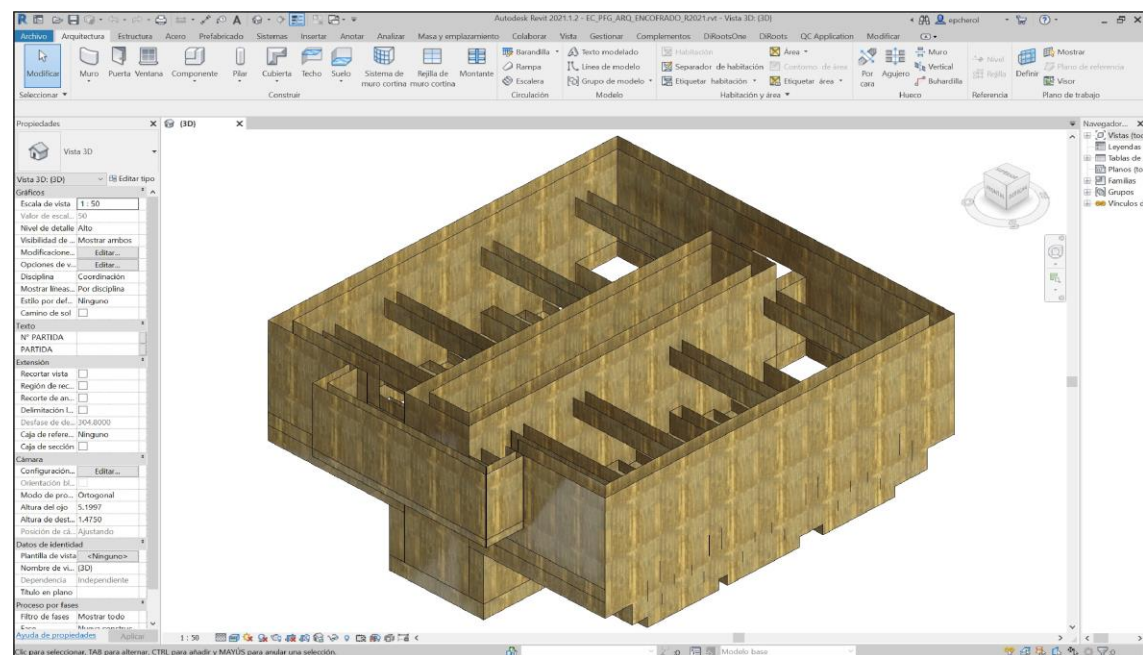 Autodesk Revit 2021.1.2 - EC_PFG_ARQ_ENCOFRADO_R2021.rvt - Vista 3D: {3D}
epcherol
Archivo Arquitectura Estructura Acero Prefabricado Sistemas Insertar Anotar Analizar Masa y emplazamiento Colaborar Vista Gestionar Complementos DiRootsOne DiRoots QC Application Modificar
Modificar
Muro
Puerta
Ventana
Componente
Pilar
Cubierta
Techo
Suelo
Sistema de
muro cortina
Rejilla de
muro cortina
Montante
Barandilla
Rampa
Escalera
Texto modelado
Línea de modelo
Grupo de modelo
Habitación
Separador de habitación
Etiquetar habitación
Área
Contorno de área
Etiquetar área
Por
cara
Agujero
Muro
Vertical
Buhardilla
Nivel
Rejilla
Definir
Mostrar
Plano de referencia
Visor
Seleccionar
Construir
Circulación
Modelo
Habitación y área
Hueco
Referencia
Plano de trabajo
Propiedades X
{3D} X
Navegador... X
Vista 3D
Vista 3D: {3D} Editar tipo
Gráficos
Escala de vista 1 : 50
Valor de escal... 50
Nivel de detalle Alto
Visibilidad de ... Mostrar ambos
Modificacione... Editar...
Opciones de v... Editar...
Disciplina Coordinación
Mostrar líneas... Por disciplina
Estilo por def... Ninguno
Camino de sol
Texto
Nº PARTIDA
PARTIDA
Extensión
Recortar vista
Región de rec...
Recorte de an...
Delimitación l...
Desfase de de... 304.8000
Caja de refere... Ninguno
Caja de sección
Cámara
Configuración... Editar...
Orientación bl...
Modo de pro... Ortogonal
Altura del ojo 5.1997
Altura de dest... 1.4750
Posición de cá... Ajustando
Datos de identidad
Plantilla de vista <Ninguno>
Nombre de vi... {3D}
Dependencia Independiente
Título en plano
Proceso por fases
Filtro de fases Mostrar todo
Ayuda de propiedades Aplicar
Vistas (tod
Leyendas
Tablas de
Planos (to
Familias
Grupos
Vínculos d
1 : 50
Clic para seleccionar, TAB para alternar, CTRL para añadir y MAYÚS para anular una selección.
:0
Modelo base